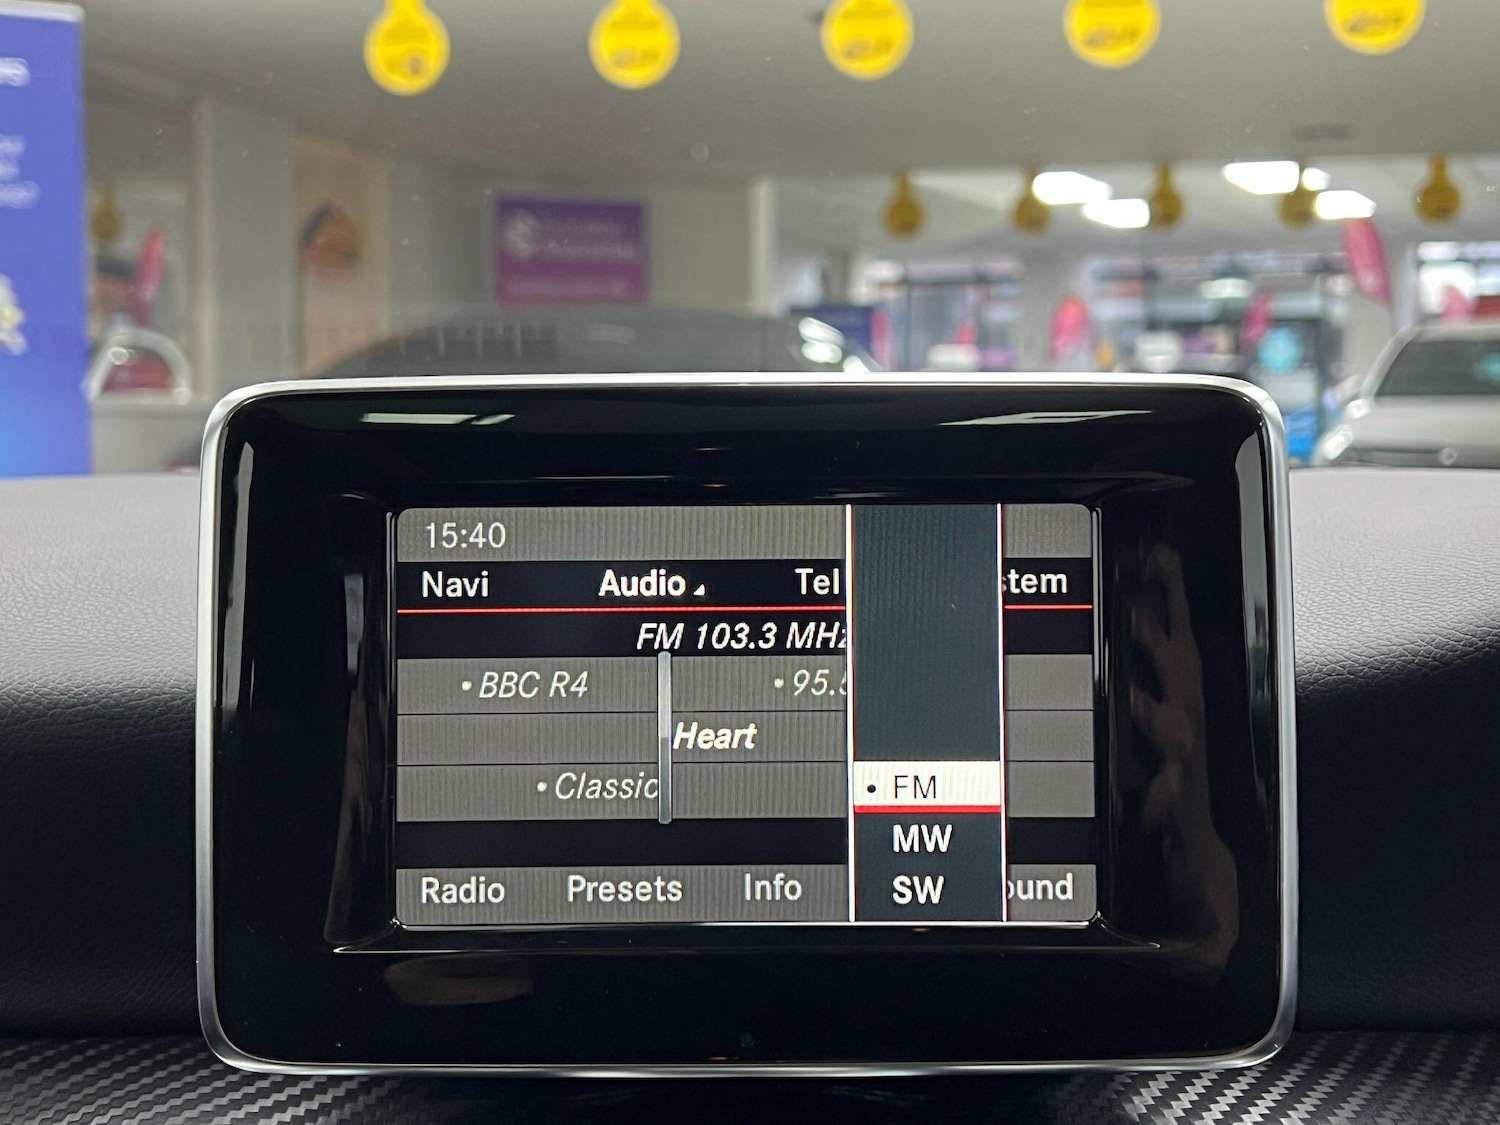 15:40
Navi Audio Tel stem
FM 103.3 MHz
• BBC R4 • 95.5
Heart
• Classic
• FM
MW
SW
Radio Presets Info ound